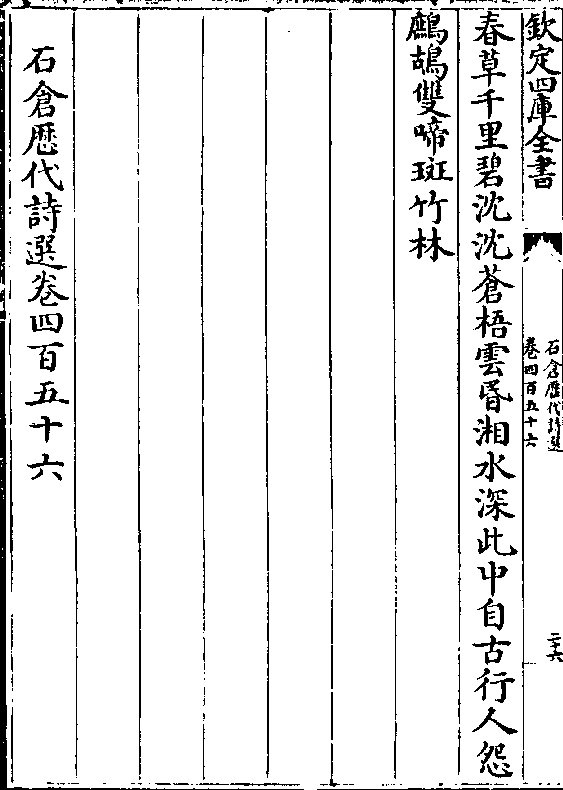 欽定四庫全書
石倉歴代詩選
卷四百五十六
二十六
春草千里碧沈沈蒼梧雲昏湘水深此中自古行人怨
鷓鴣雙啼斑竹林
石倉歴代詩選卷四百五十六